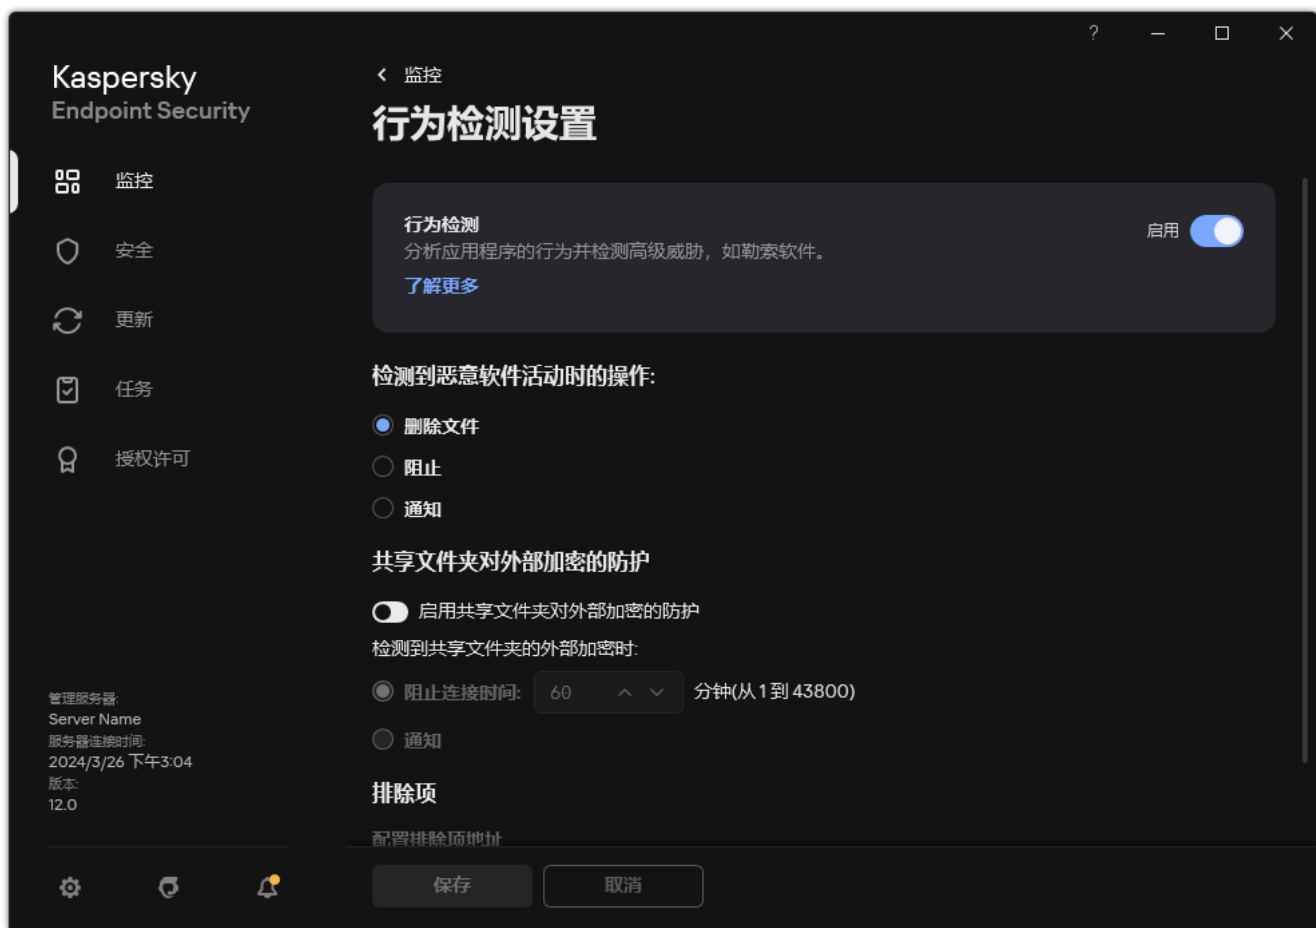 ?
Kaspersky
Endpoint Security
监控
安全
更新
任务
授权许可
管理服务器:
Server Name
服务器连接时间:
2024/3/26 下午3:04
版本:
12.0
监控
行为检测设置
行为检测
分析应用程序的行为并检测高级威胁，如勒索软件。
了解更多
启用
检测到恶意软件活动时的操作:
删除文件
阻止
通知
共享文件夹对外部加密的防护
启用共享文件夹对外部加密的防护
检测到共享文件夹的外部加密时:
阻止连接时间: 60 分钟(从 1 到 43800)
通知
排除项
配置排除项地址
保存
取消